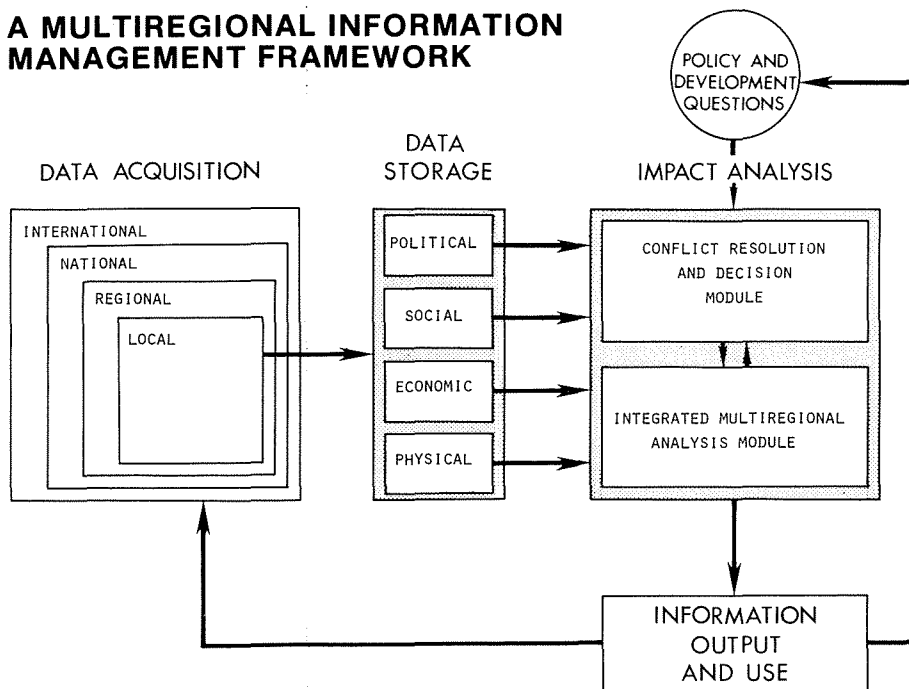 A MULTIREGIONAL INFORMATION
MANAGEMENT FRAMEWORK
POLICY AND
DEVELOPMENT
QUESTIONS
DATA ACQUISITION
DATA
STORAGE
IMPACT ANALYSIS
INTERNATIONAL
NATIONAL
REGIONAL
LOCAL
POLITICAL
SOCIAL
ECONOMIC
PHYSICAL
CONFLICT RESOLUTION
AND DECISION
MODULE
INTEGRATED MULTIREGIONAL
ANALYSIS MODULE
INFORMATION
OUTPUT
AND USE